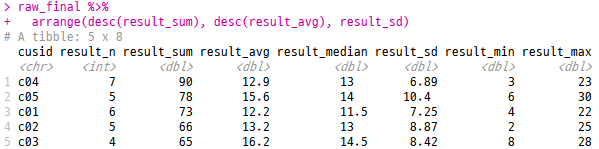 > raw_final %>%
+   arrange(desc(result_sum), desc(result_avg), result_sd)
# A tibble: 5 x 8
  cusid result_n result_sum result_avg result_median result_sd result_min result_max
  <chr>    <int>      <dbl>      <dbl>         <dbl>     <dbl>      <dbl>      <dbl>
1 c04          7         90       12.9          13        6.89          3         23
2 c05          5         78       15.6          14       10.4           6         30
3 c01          6         73       12.2          11.5      7.25          4         22
4 c02          5         66       13.2          13        8.87          2         25
5 c03          4         65       16.2          14.5      8.42          8         28